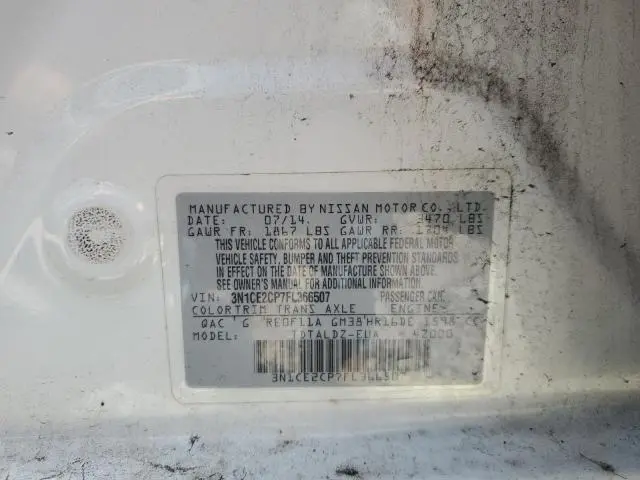 MANUFACTURED BY NISSAN MOTOR CO., LTD.
DATE: 07/14. GVWR: 3470 LBS
GAWR FR: 1867 LBS GAWR RR: 1704 LBS
THIS VEHICLE CONFORMS TO ALL APPLICABLE FEDERAL MOTOR
VEHICLE SAFETY, BUMPER AND THEFT PREVENTION STANDARDS
IN EFFECT ON THE DATE OF MANUFACTURE SHOWN ABOVE.
SEE OWNER'S MANUAL FOR ADDITIONAL INFORMATION.
VIN: 3N1CE2CP7FL366507 PASSENGER CAR.
COLOR TRIM TRANS AXLE ENGINE
QAC G RE0F11A GM38 HR16DE 1598 CC
MODEL: 42000